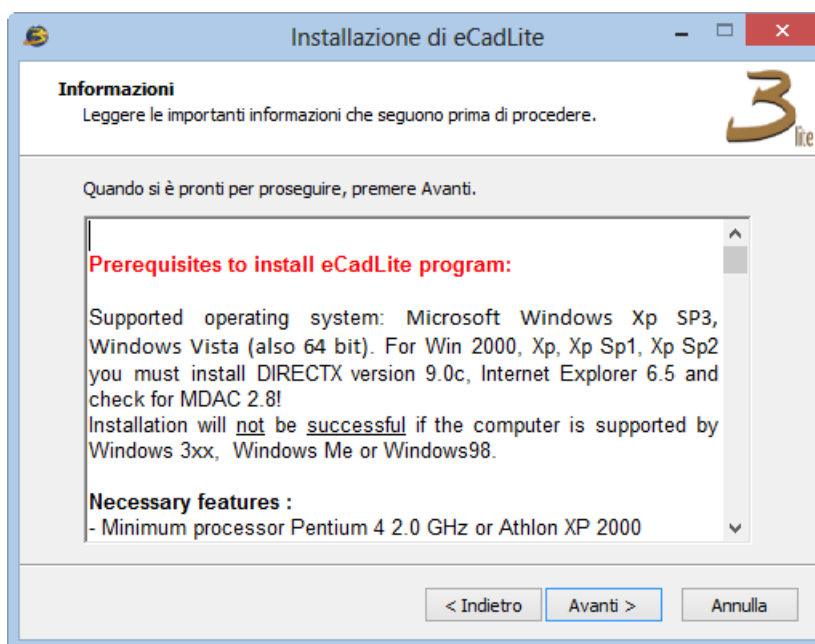 Installazione di eCadLite
Informazioni
Leggere le importanti informazioni che seguono prima di procedere.
3
lite
Quando si è pronti per proseguire, premere Avanti.
Prerequisites to install eCadLite program:
Supported operating system: Microsoft Windows Xp SP3,
Windows Vista (also 64 bit). For Win 2000, Xp, Xp Sp1, Xp Sp2
you must install DIRECTX version 9.0c, Internet Explorer 6.5 and
check for MDAC 2.8!
Installation will not be successful if the computer is supported by
Windows 3xx, Windows Me or Windows98.
Necessary features :
- Minimum processor Pentium 4 2.0 GHz or Athlon XP 2000
< Indietro Avanti > Annulla